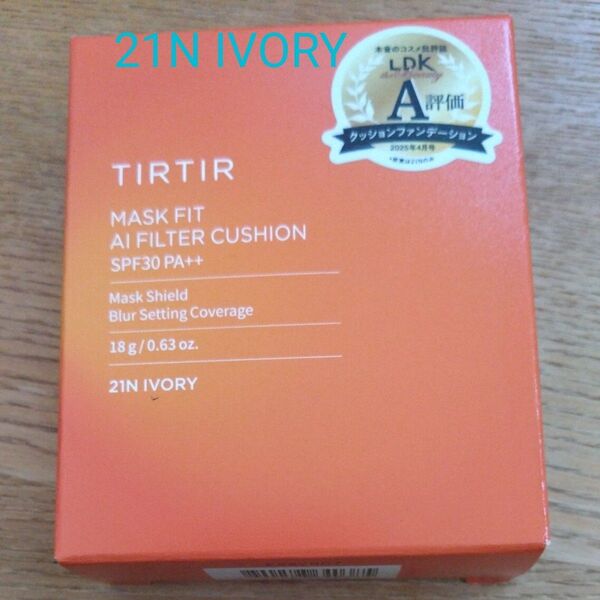 21N IVORY
本音のコスメ批評誌
LDK
the Beauty
A評価
クッションファンデーション
2025年4月号
TIRTIR
MASK FIT
AI FILTER CUSHION
SPF30 PA++
Mask Shield
Blur Setting Coverage
18 g / 0.63 oz.
21N IVORY